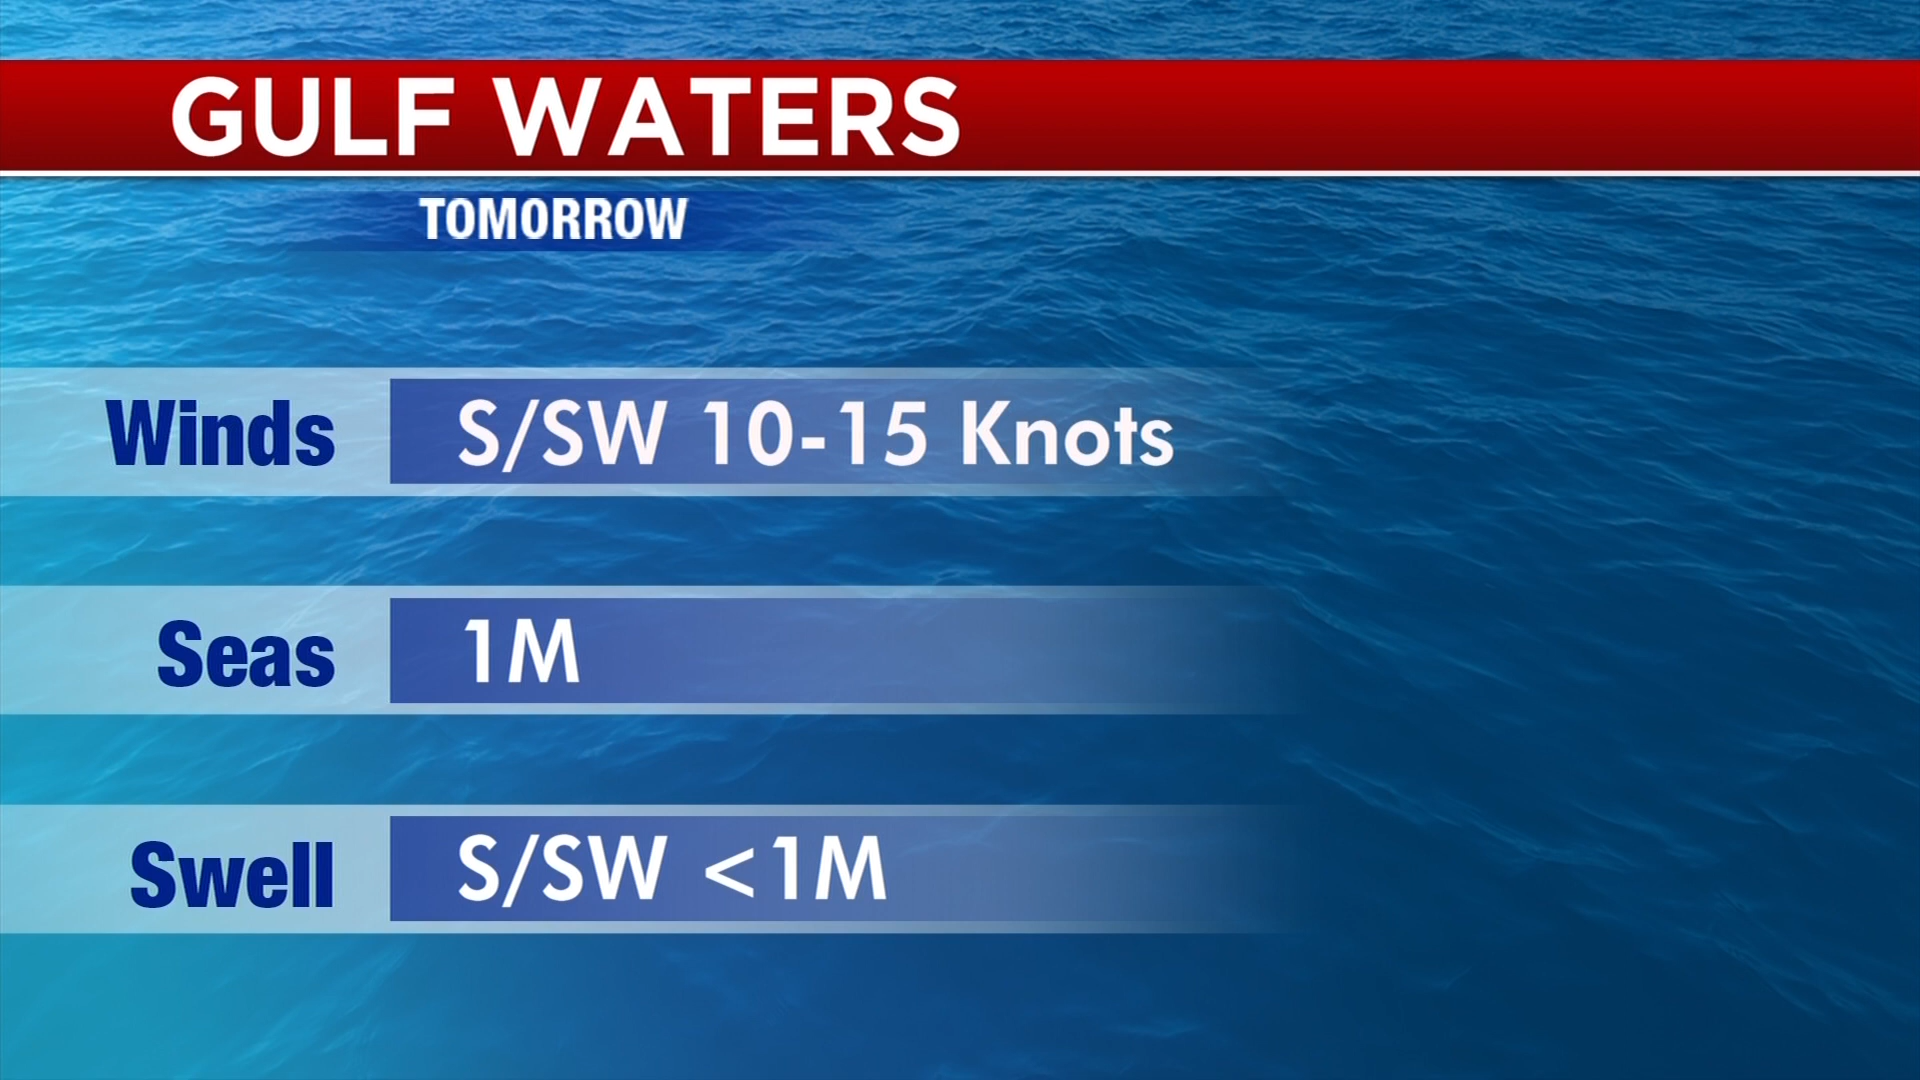 GULF WATERS
TOMORROW
Winds S/SW 10-15 Knots
Seas 1M
Swell S/SW <1M